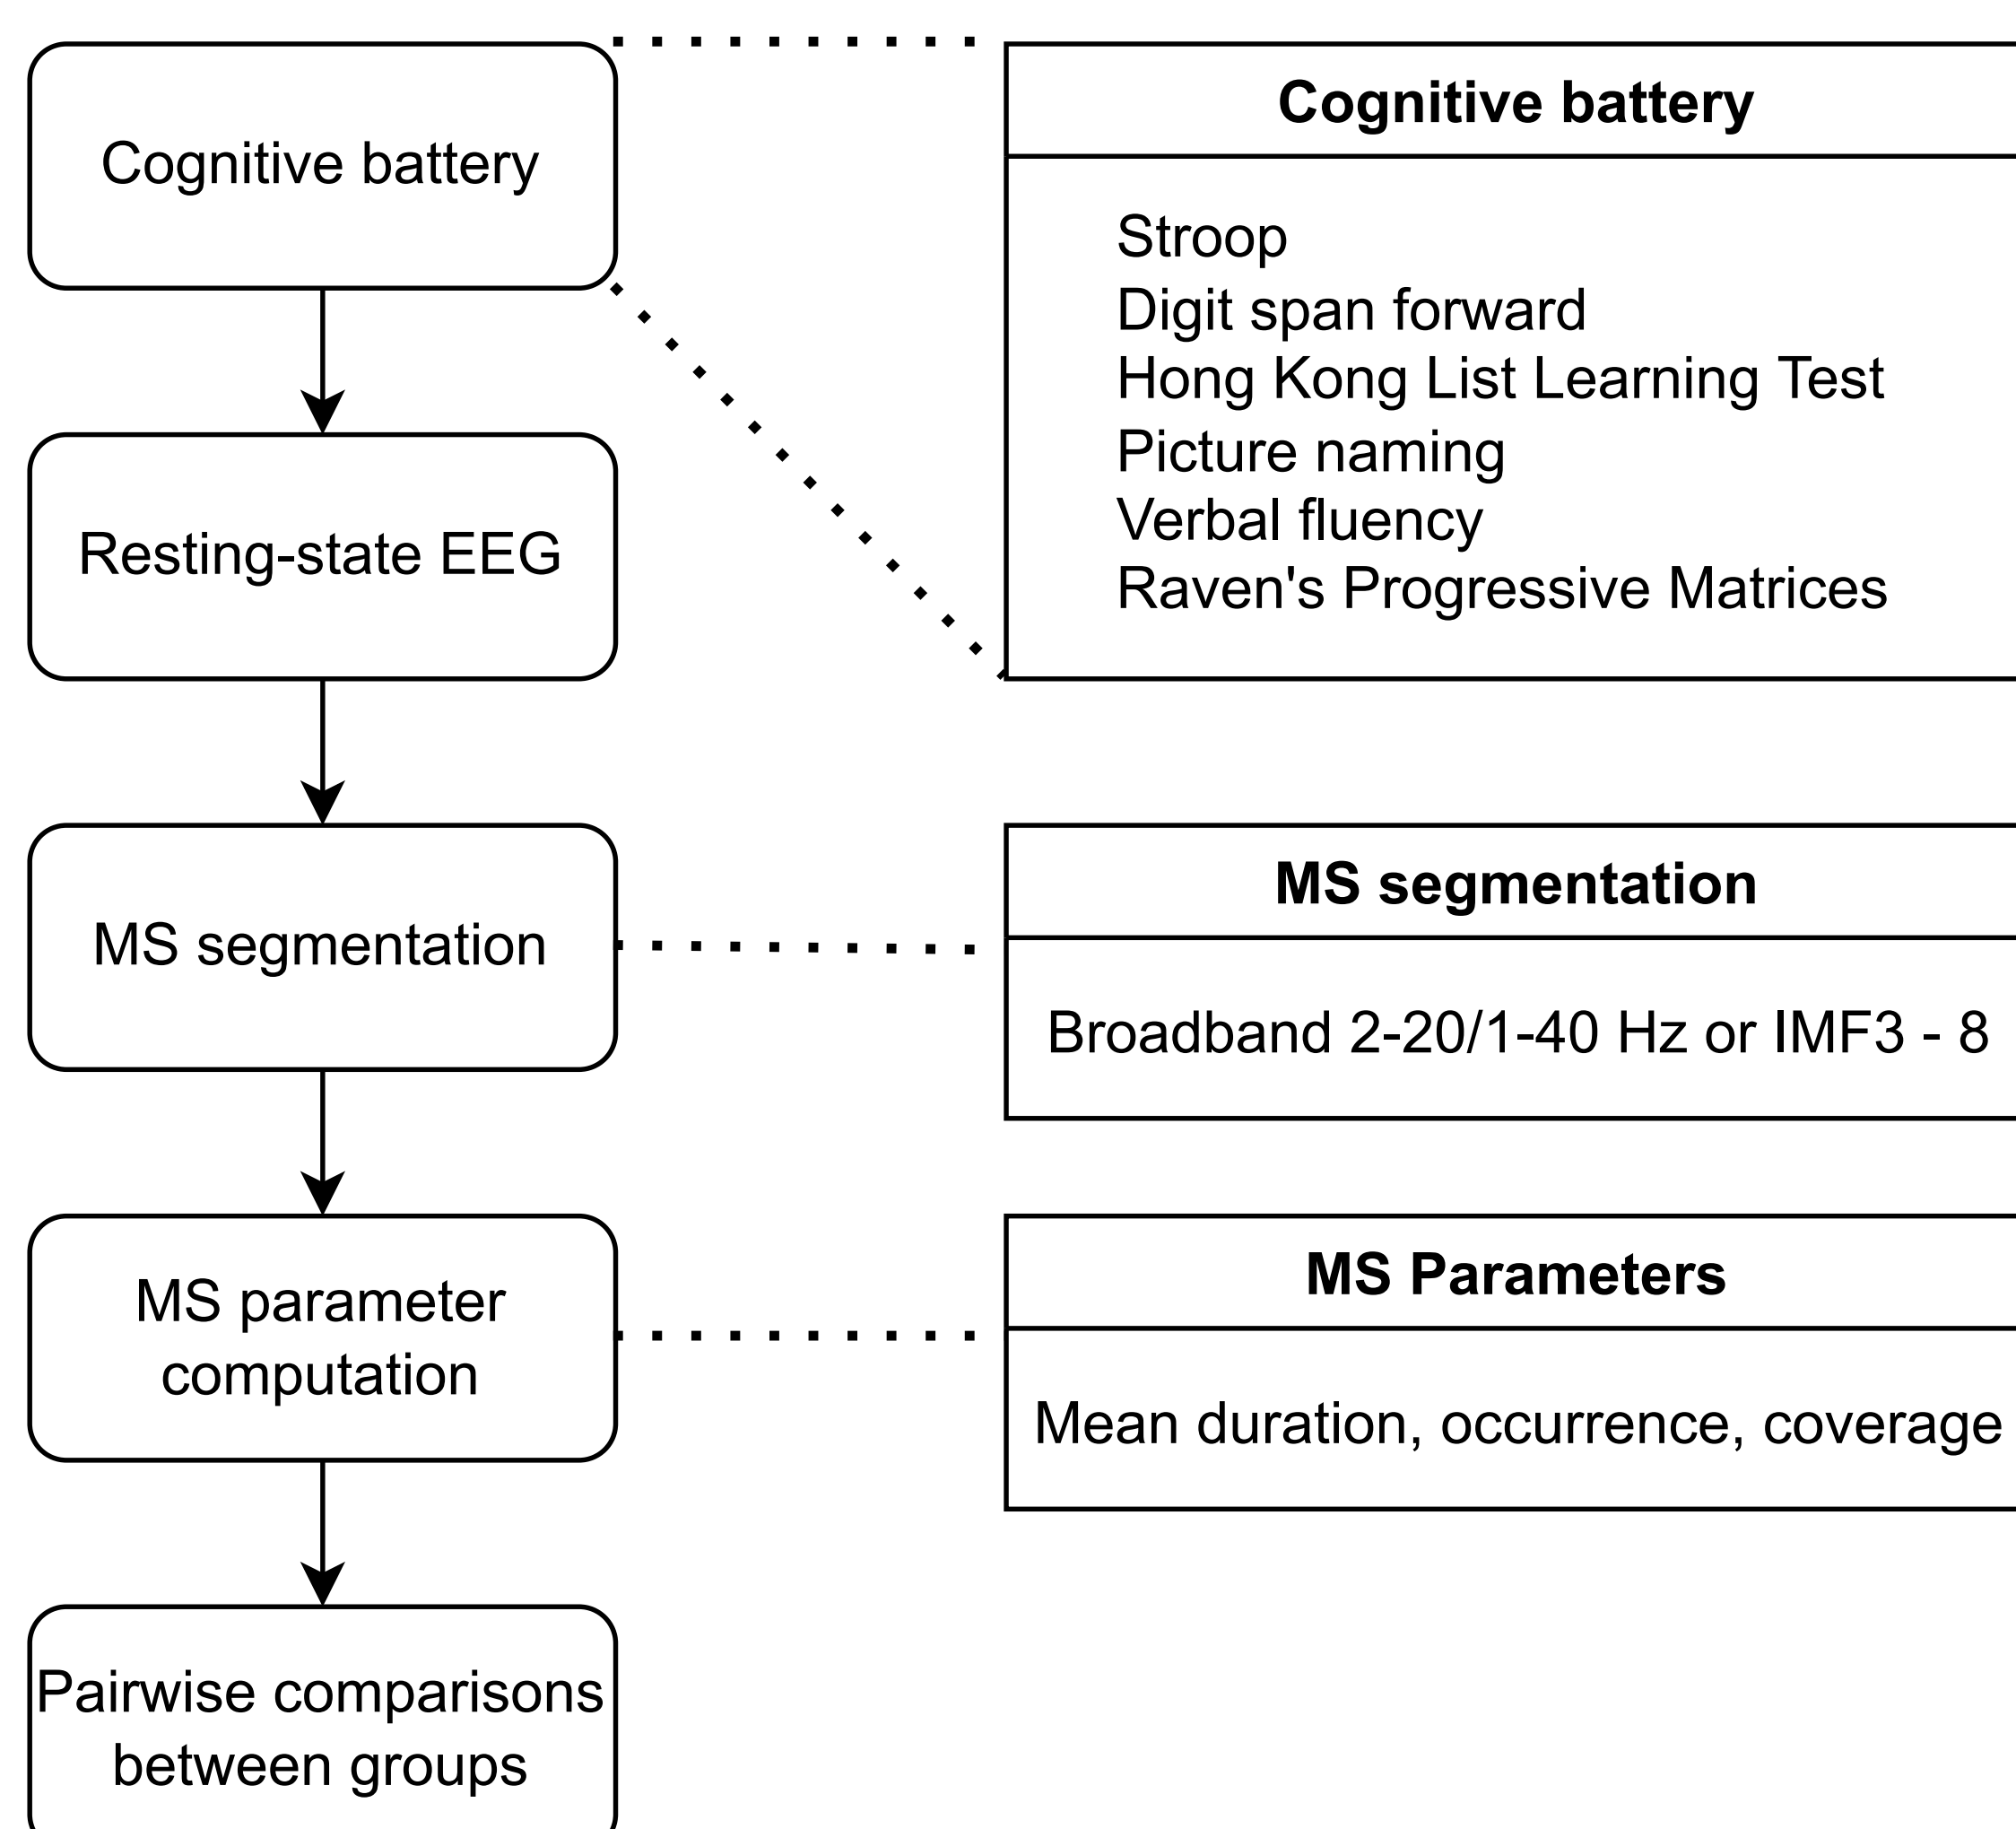 Cognitive battery
Resting-state EEG
MS segmentation
MS parameter
computation
Pairwise comparisons
between groups
Cognitive battery
Stroop
Digit span forward
Hong Kong List Learning Test
Picture naming
Verbal fluency
Raven's Progressive Matrices
MS segmentation
Broadband 2-20/1-40 Hz or IMF3 - 8
MS Parameters
Mean duration, occurrence, coverage